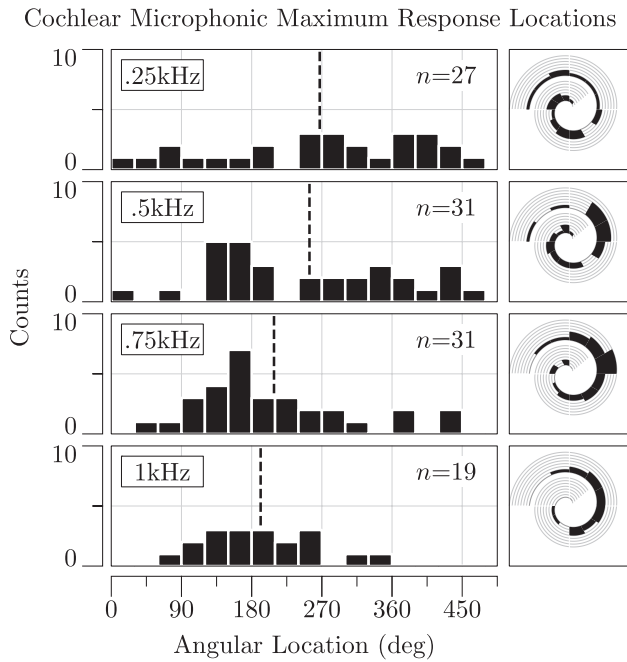 Cochlear Microphonic Maximum Response Locations
10
.25kHz
n=27
0
10
.5kHz
n=31
0
Counts
10
.75kHz
n=31
0
10
1kHz
n=19
0
0 90 180 270 360 450
Angular Location (deg)